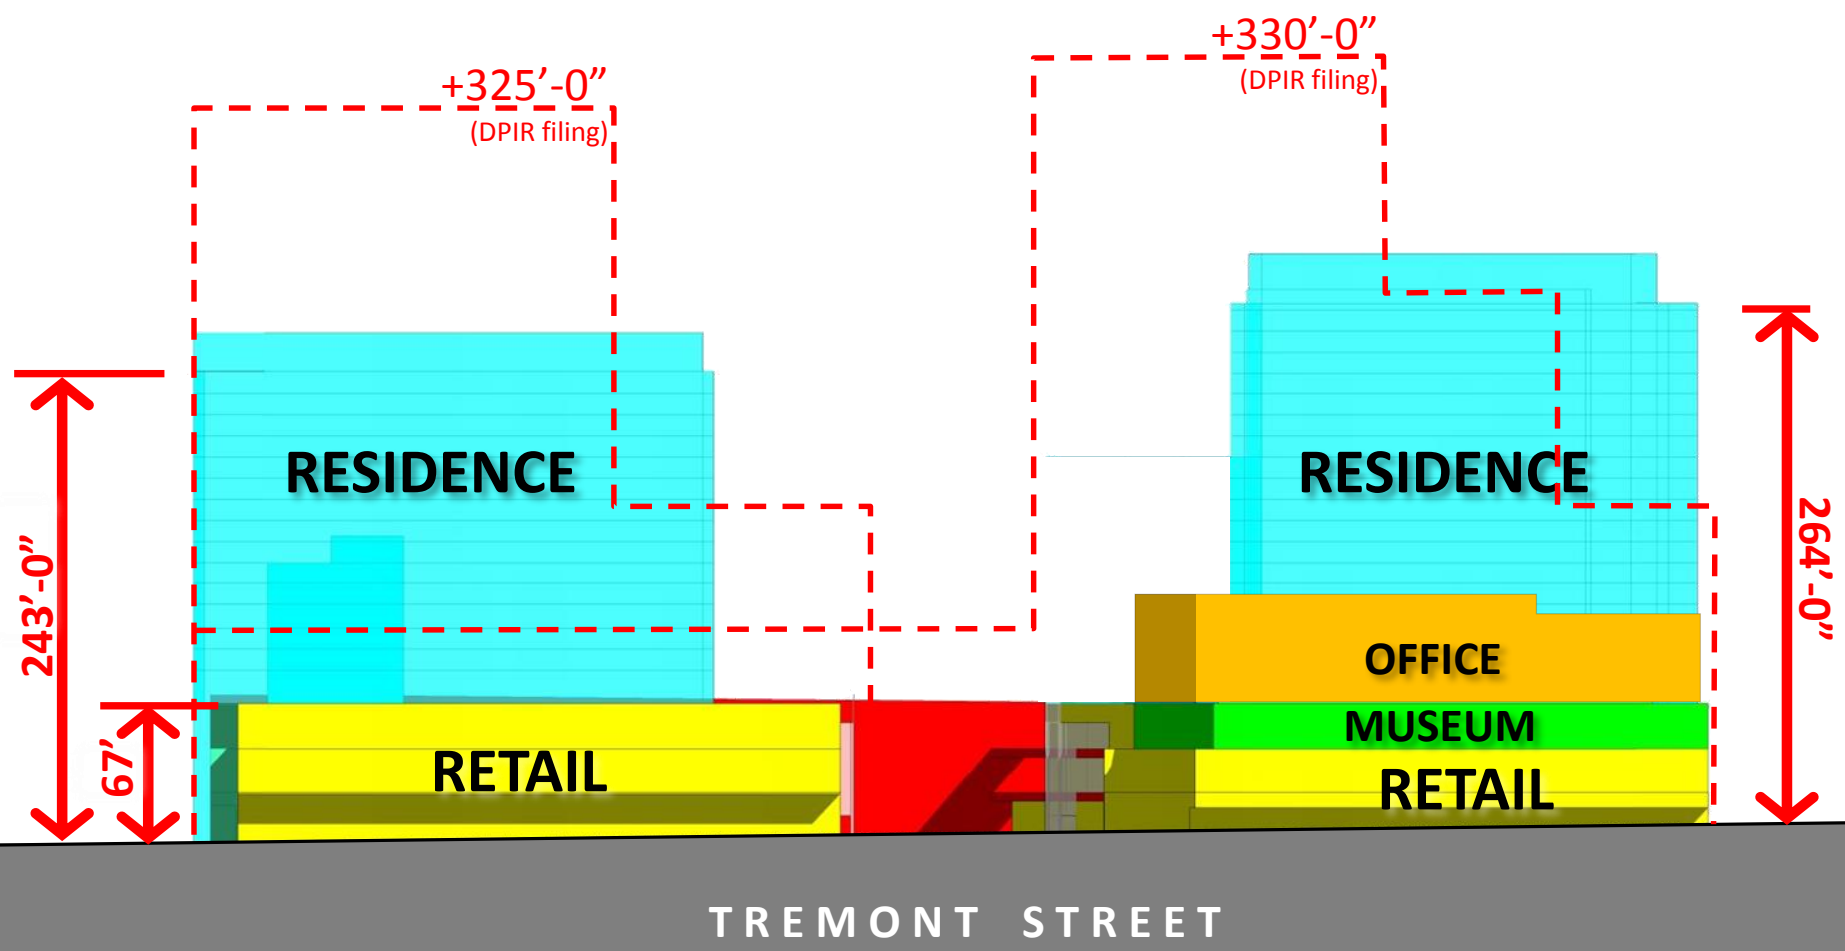 +330’-0”
(DPIR filing)
+325’-0”
(DPIR filing)
RESIDENCE
RESIDENCE
243’-0”
264’-0”
OFFICE
MUSEUM
67’
RETAIL
RETAIL
TREMONT STREET